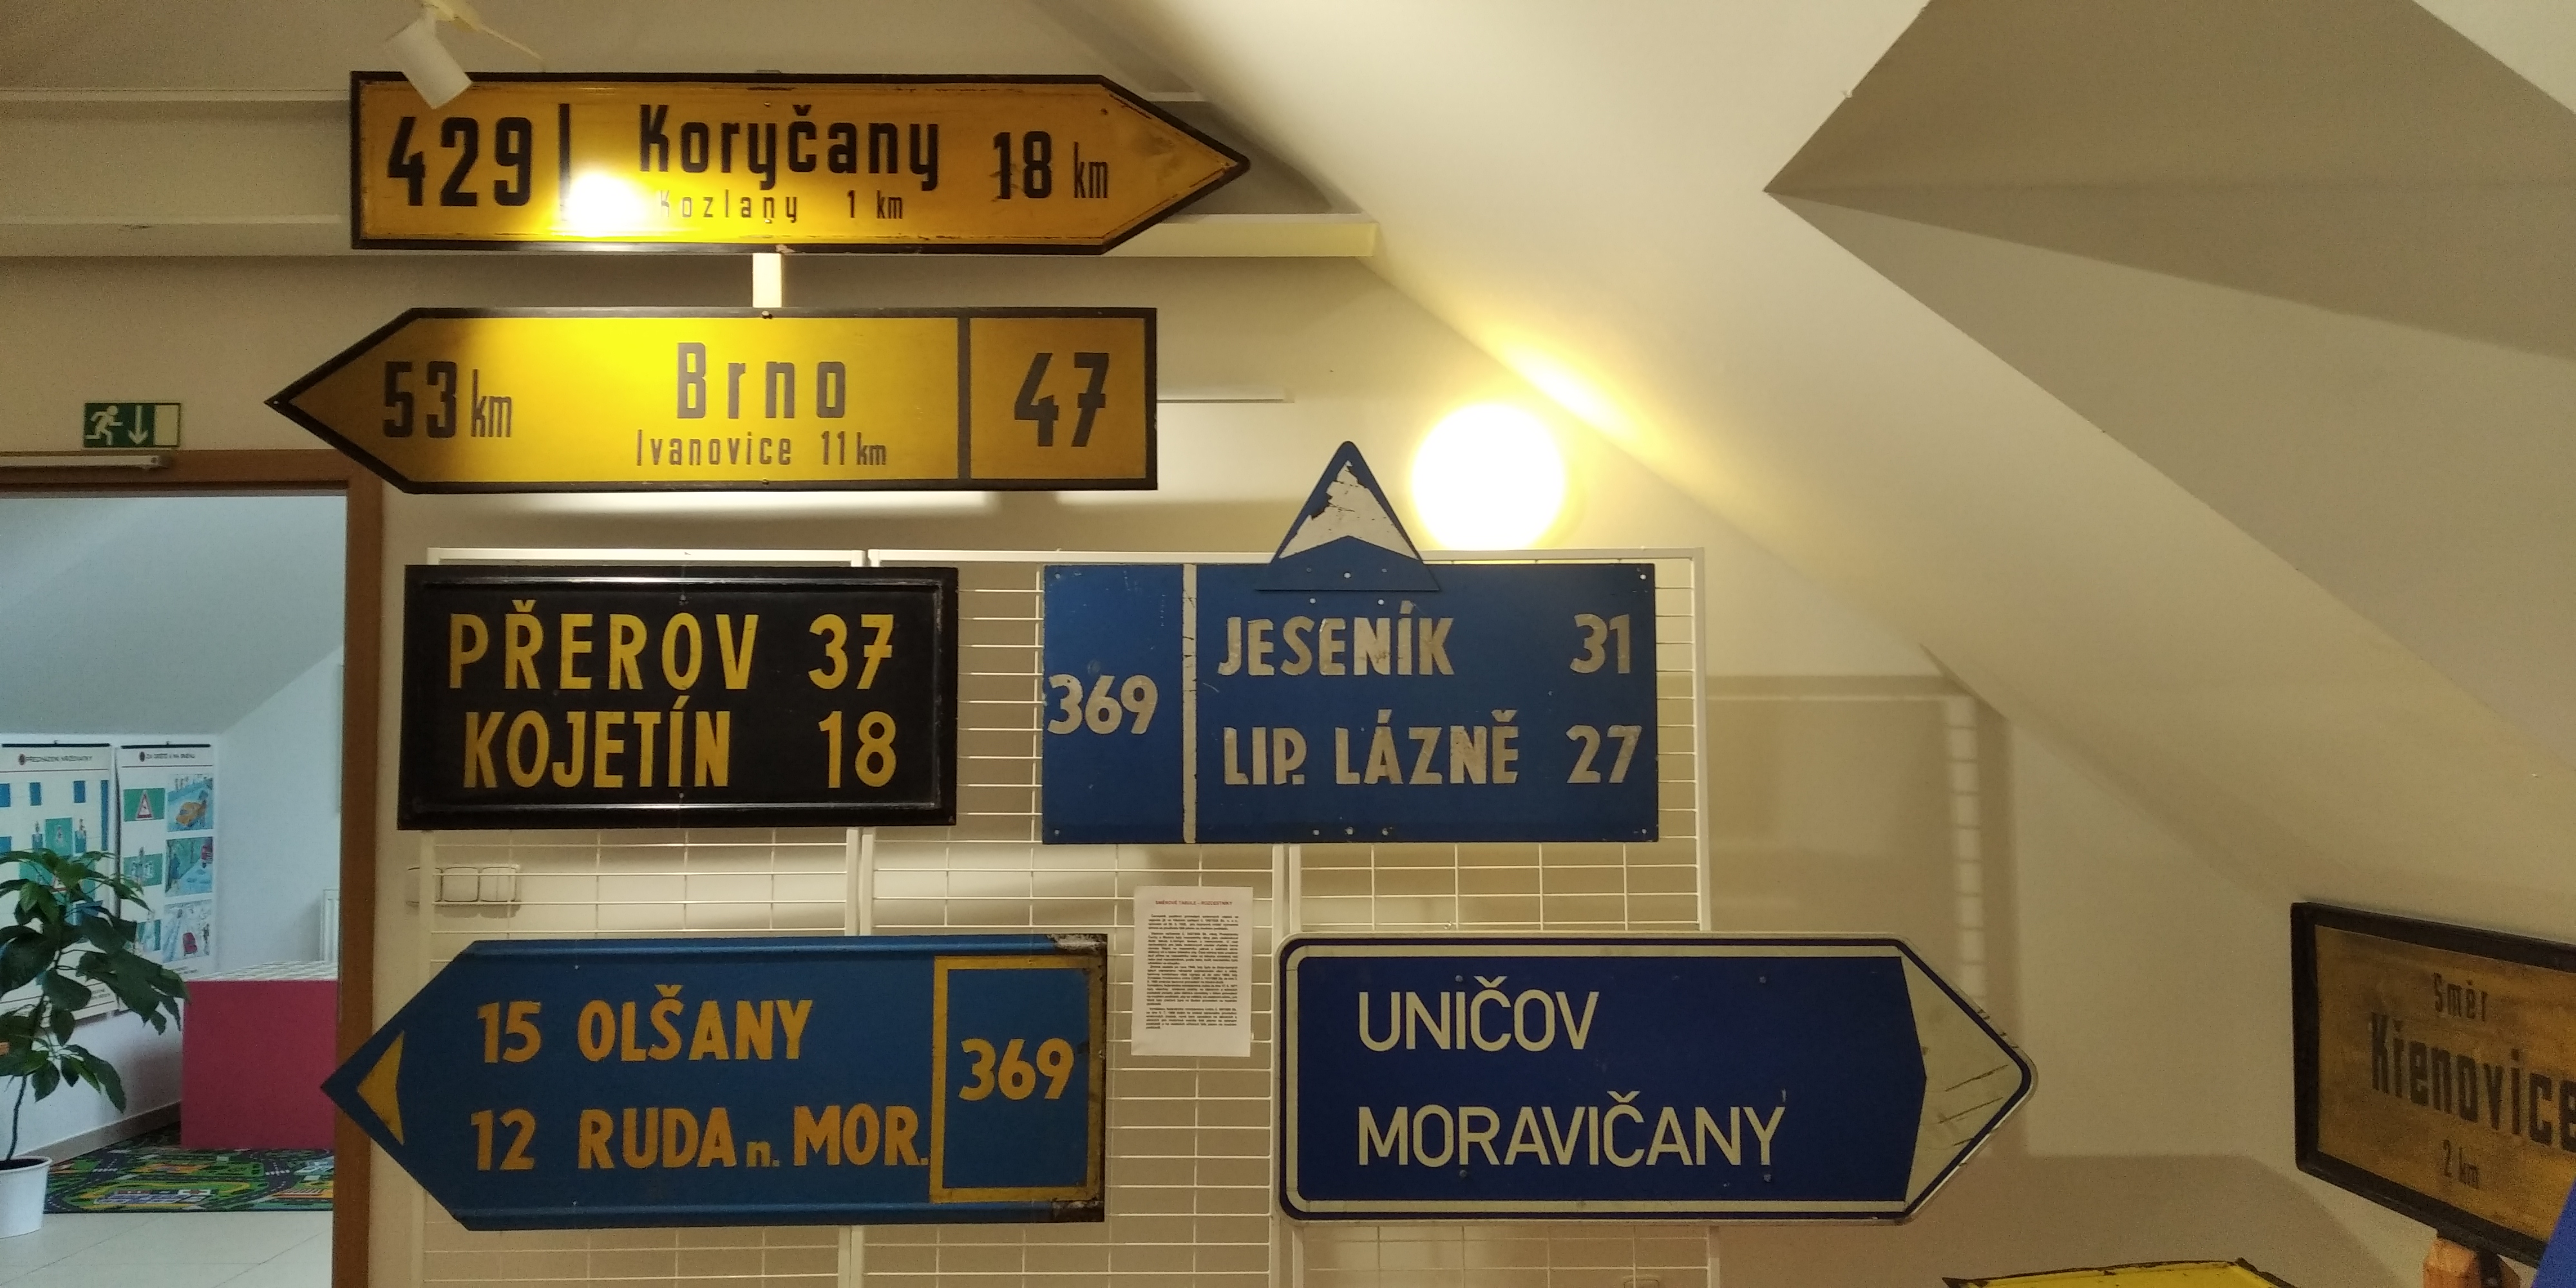 429 Koryčany 18 km
Kozlany 1 km
53 km Brno 47
Ivanovice 11 km
PŘEROV 37
KOJETÍN 18
369 JESENÍK 31
LIP. LÁZNĚ 27
15 OLŠANY 369
12 RUDA n. MOR.
UNIČOV
MORAVIČANY
Směr
Křenovice
2 km